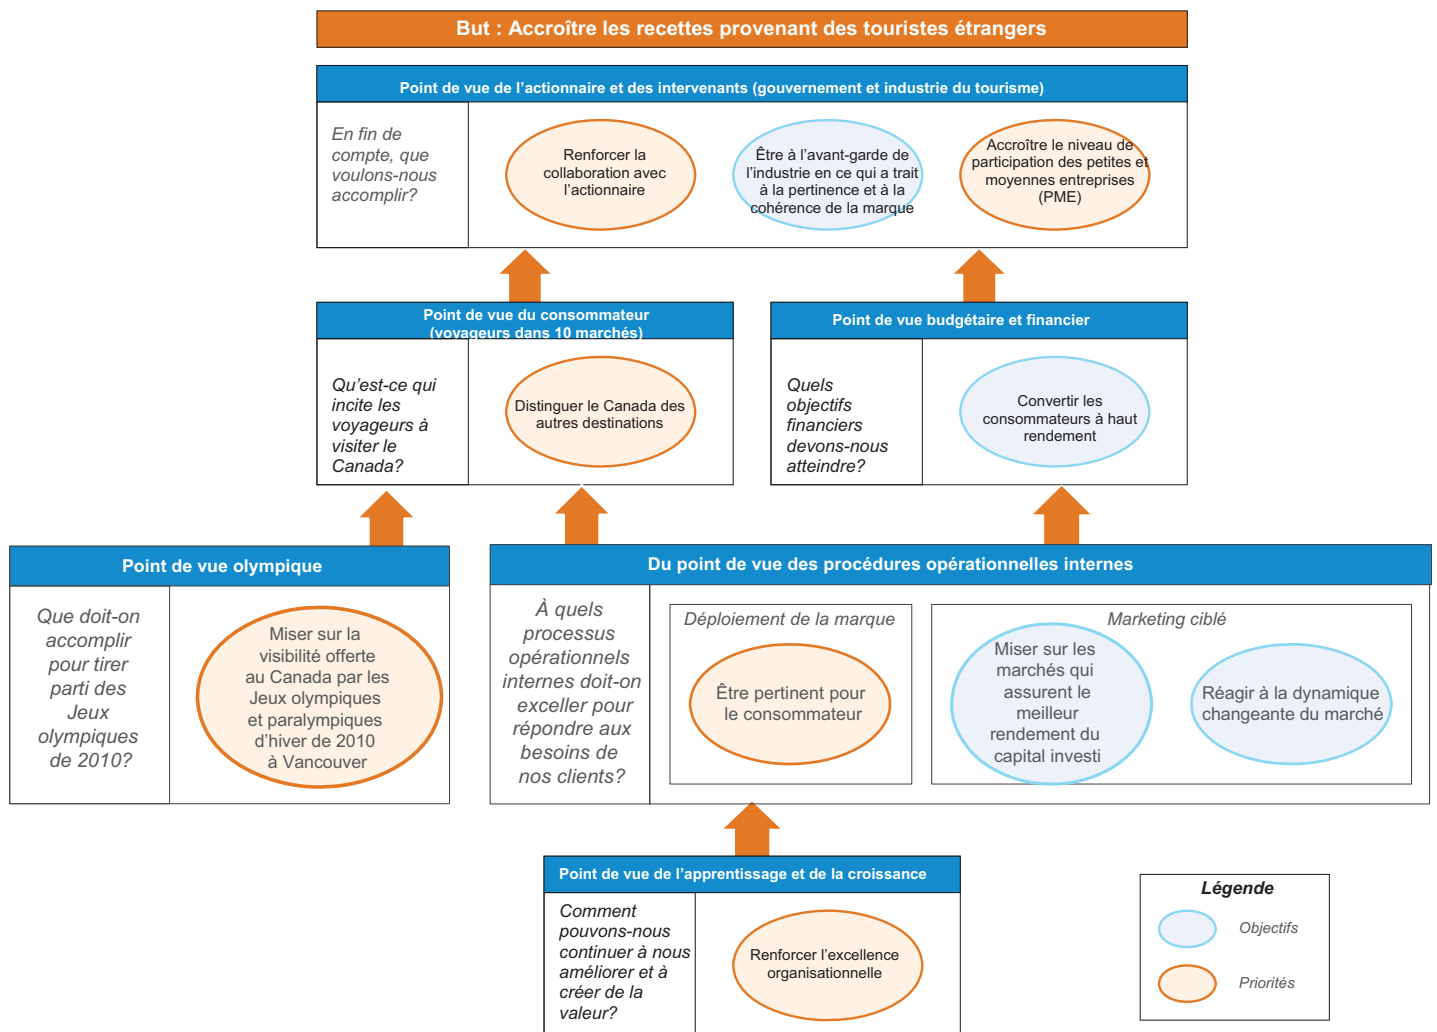 But : Accroître les recettes provenant des touristes étrangers
Point de vue de l’actionnaire et des intervenants (gouvernement et industrie du tourisme)
En fin de
compte, que
voulons-nous
accomplir?
Renforcer la
collaboration avec
l’actionnaire
Être à l’avant-garde de
l’industrie en ce qui a trait
à la pertinence et à la
cohérence de la marque
Accroître le niveau de
participation des petites et
moyennes entreprises
(PME)
Point de vue du consommateur
(voyageurs dans 10 marchés)
Qu’est-ce qui
incite les
voyageurs à
visiter le
Canada?
Distinguer le Canada des
autres destinations
Point de vue budgétaire et financier
Quels
objectifs
financiers
devons-nous
atteindre?
Convertir les
consommateurs à haut
rendement
Point de vue olympique
Que doit-on
accomplir
pour tirer
parti des
Jeux
olympiques
de 2010?
Miser sur la
visibilité offerte
au Canada par les
Jeux olympiques
et paralympiques
d’hiver de 2010
à Vancouver
Du point de vue des procédures opérationnelles internes
À quels
processus
opérationnels
internes doit-on
exceller pour
répondre aux
besoins de
nos clients?
Déploiement de la marque
Être pertinent pour
le consommateur
Marketing ciblé
Miser sur les
marchés qui
assurent le
meilleur
rendement du
capital investi
Réagir à la dynamique
changeante du marché
Point de vue de l’apprentissage et de la croissance
Comment
pouvons-nous
continuer à nous
améliorer et à
créer de la
valeur?
Renforcer l’excellence
organisationnelle
Légende
Objectifs
Priorités